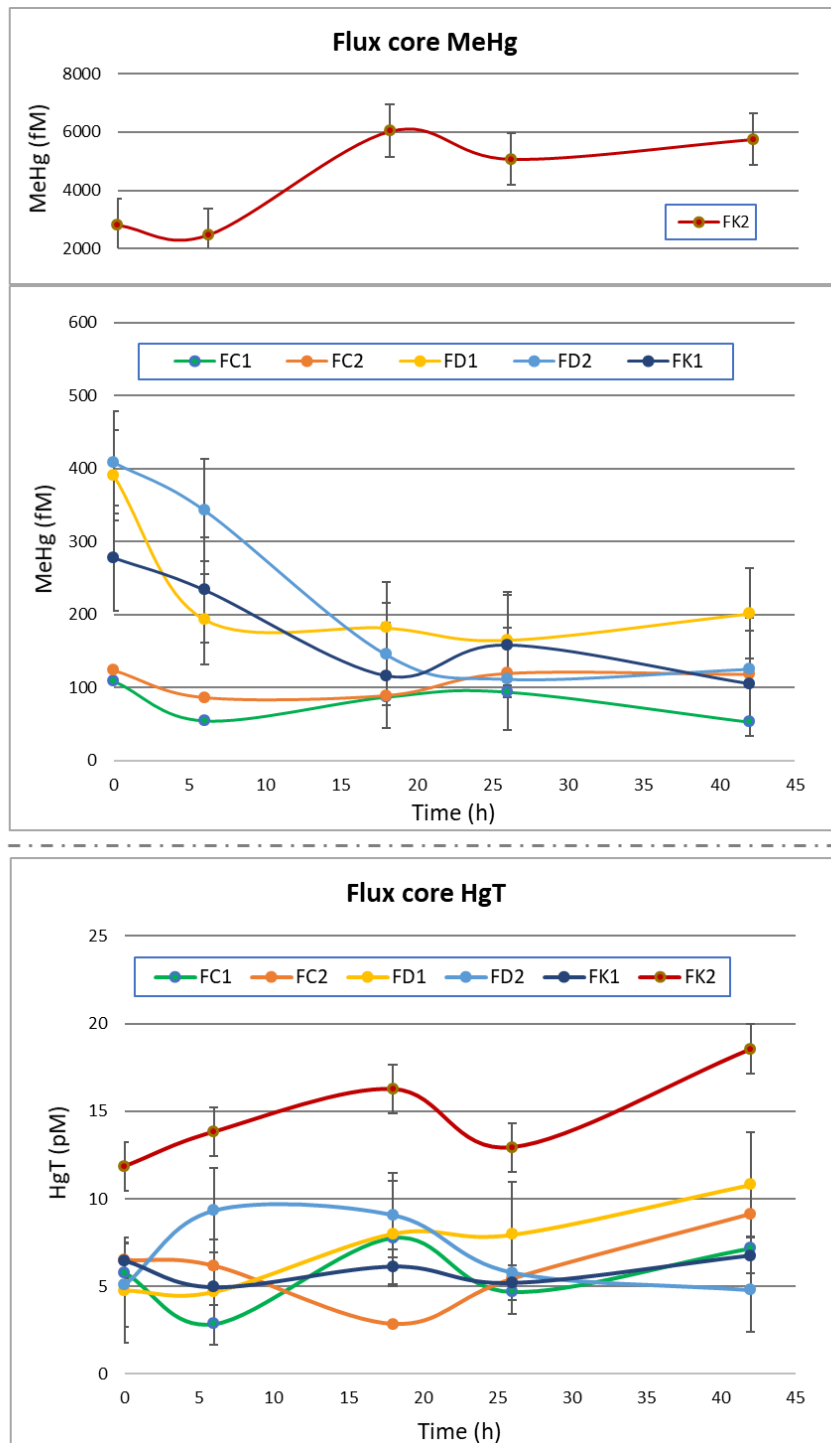 Flux core MeHg
8000
6000
4000
2000
MeHg (fM)
FK2
600
500
400
300
200
100
0
MeHg (fM)
FC1 FC2 FD1 FD2 FK1
0 5 10 15 20 25 30 35 40 45
Time (h)
Flux core HgT
25
20
15
10
5
0
HgT (pM)
FC1 FC2 FD1 FD2 FK1 FK2
0 5 10 15 20 25 30 35 40 45
Time (h)